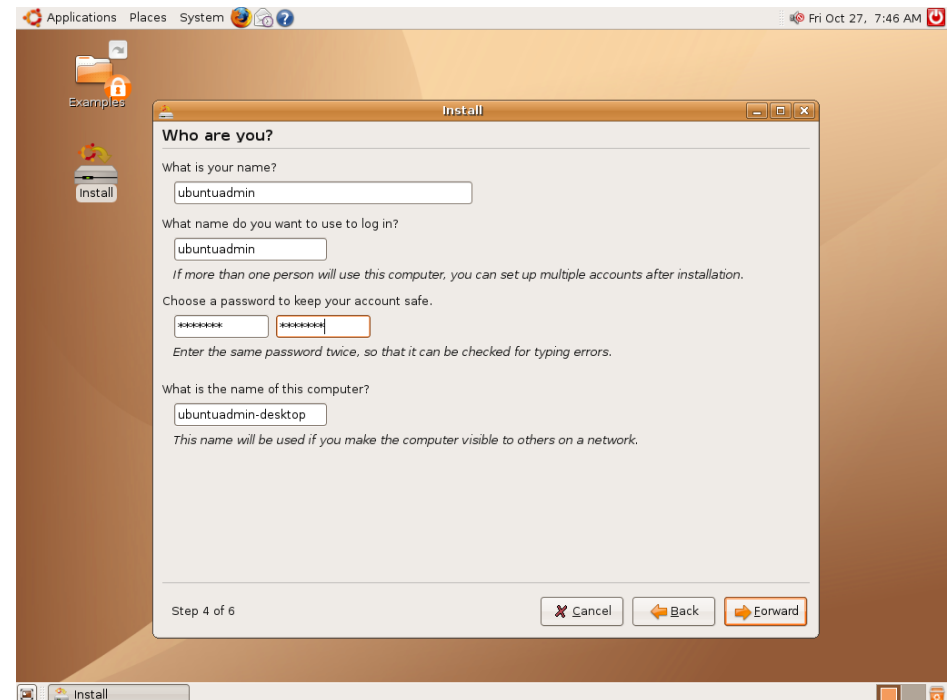 Applications Places System Fri Oct 27, 7:46 AM
Examples
Install
Install
Who are you?
What is your name?
ubuntuadmin
What name do you want to use to log in?
ubuntuadmin
If more than one person will use this computer, you can set up multiple accounts after installation.
Choose a password to keep your account safe.
******* *******
Enter the same password twice, so that it can be checked for typing errors.
What is the name of this computer?
ubuntuadmin-desktop
This name will be used if you make the computer visible to others on a network.
Step 4 of 6 Cancel Back Forward
Install